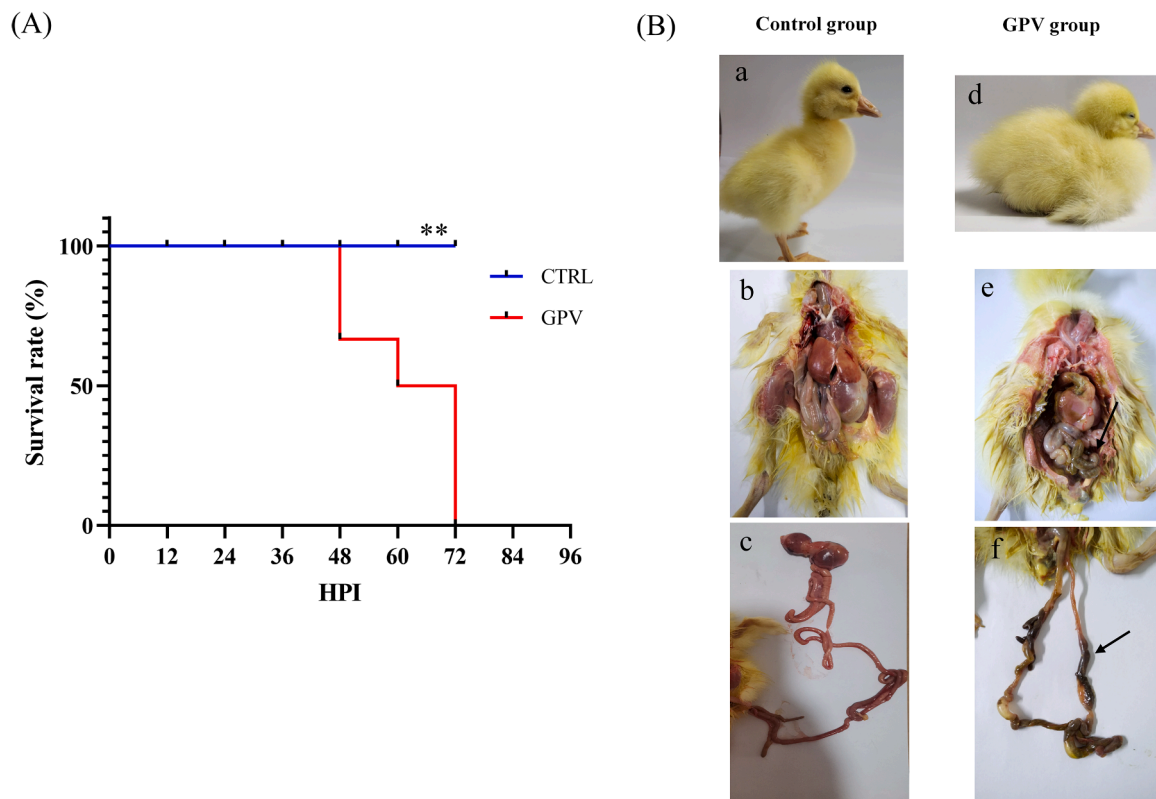 (A)
(B)
Control group
GPV group
a
d
b
e
c
f
**
CTRL
GPV
Survival rate (%)
100
50
0
0 12 24 36 48 60 72 84 96
HPI